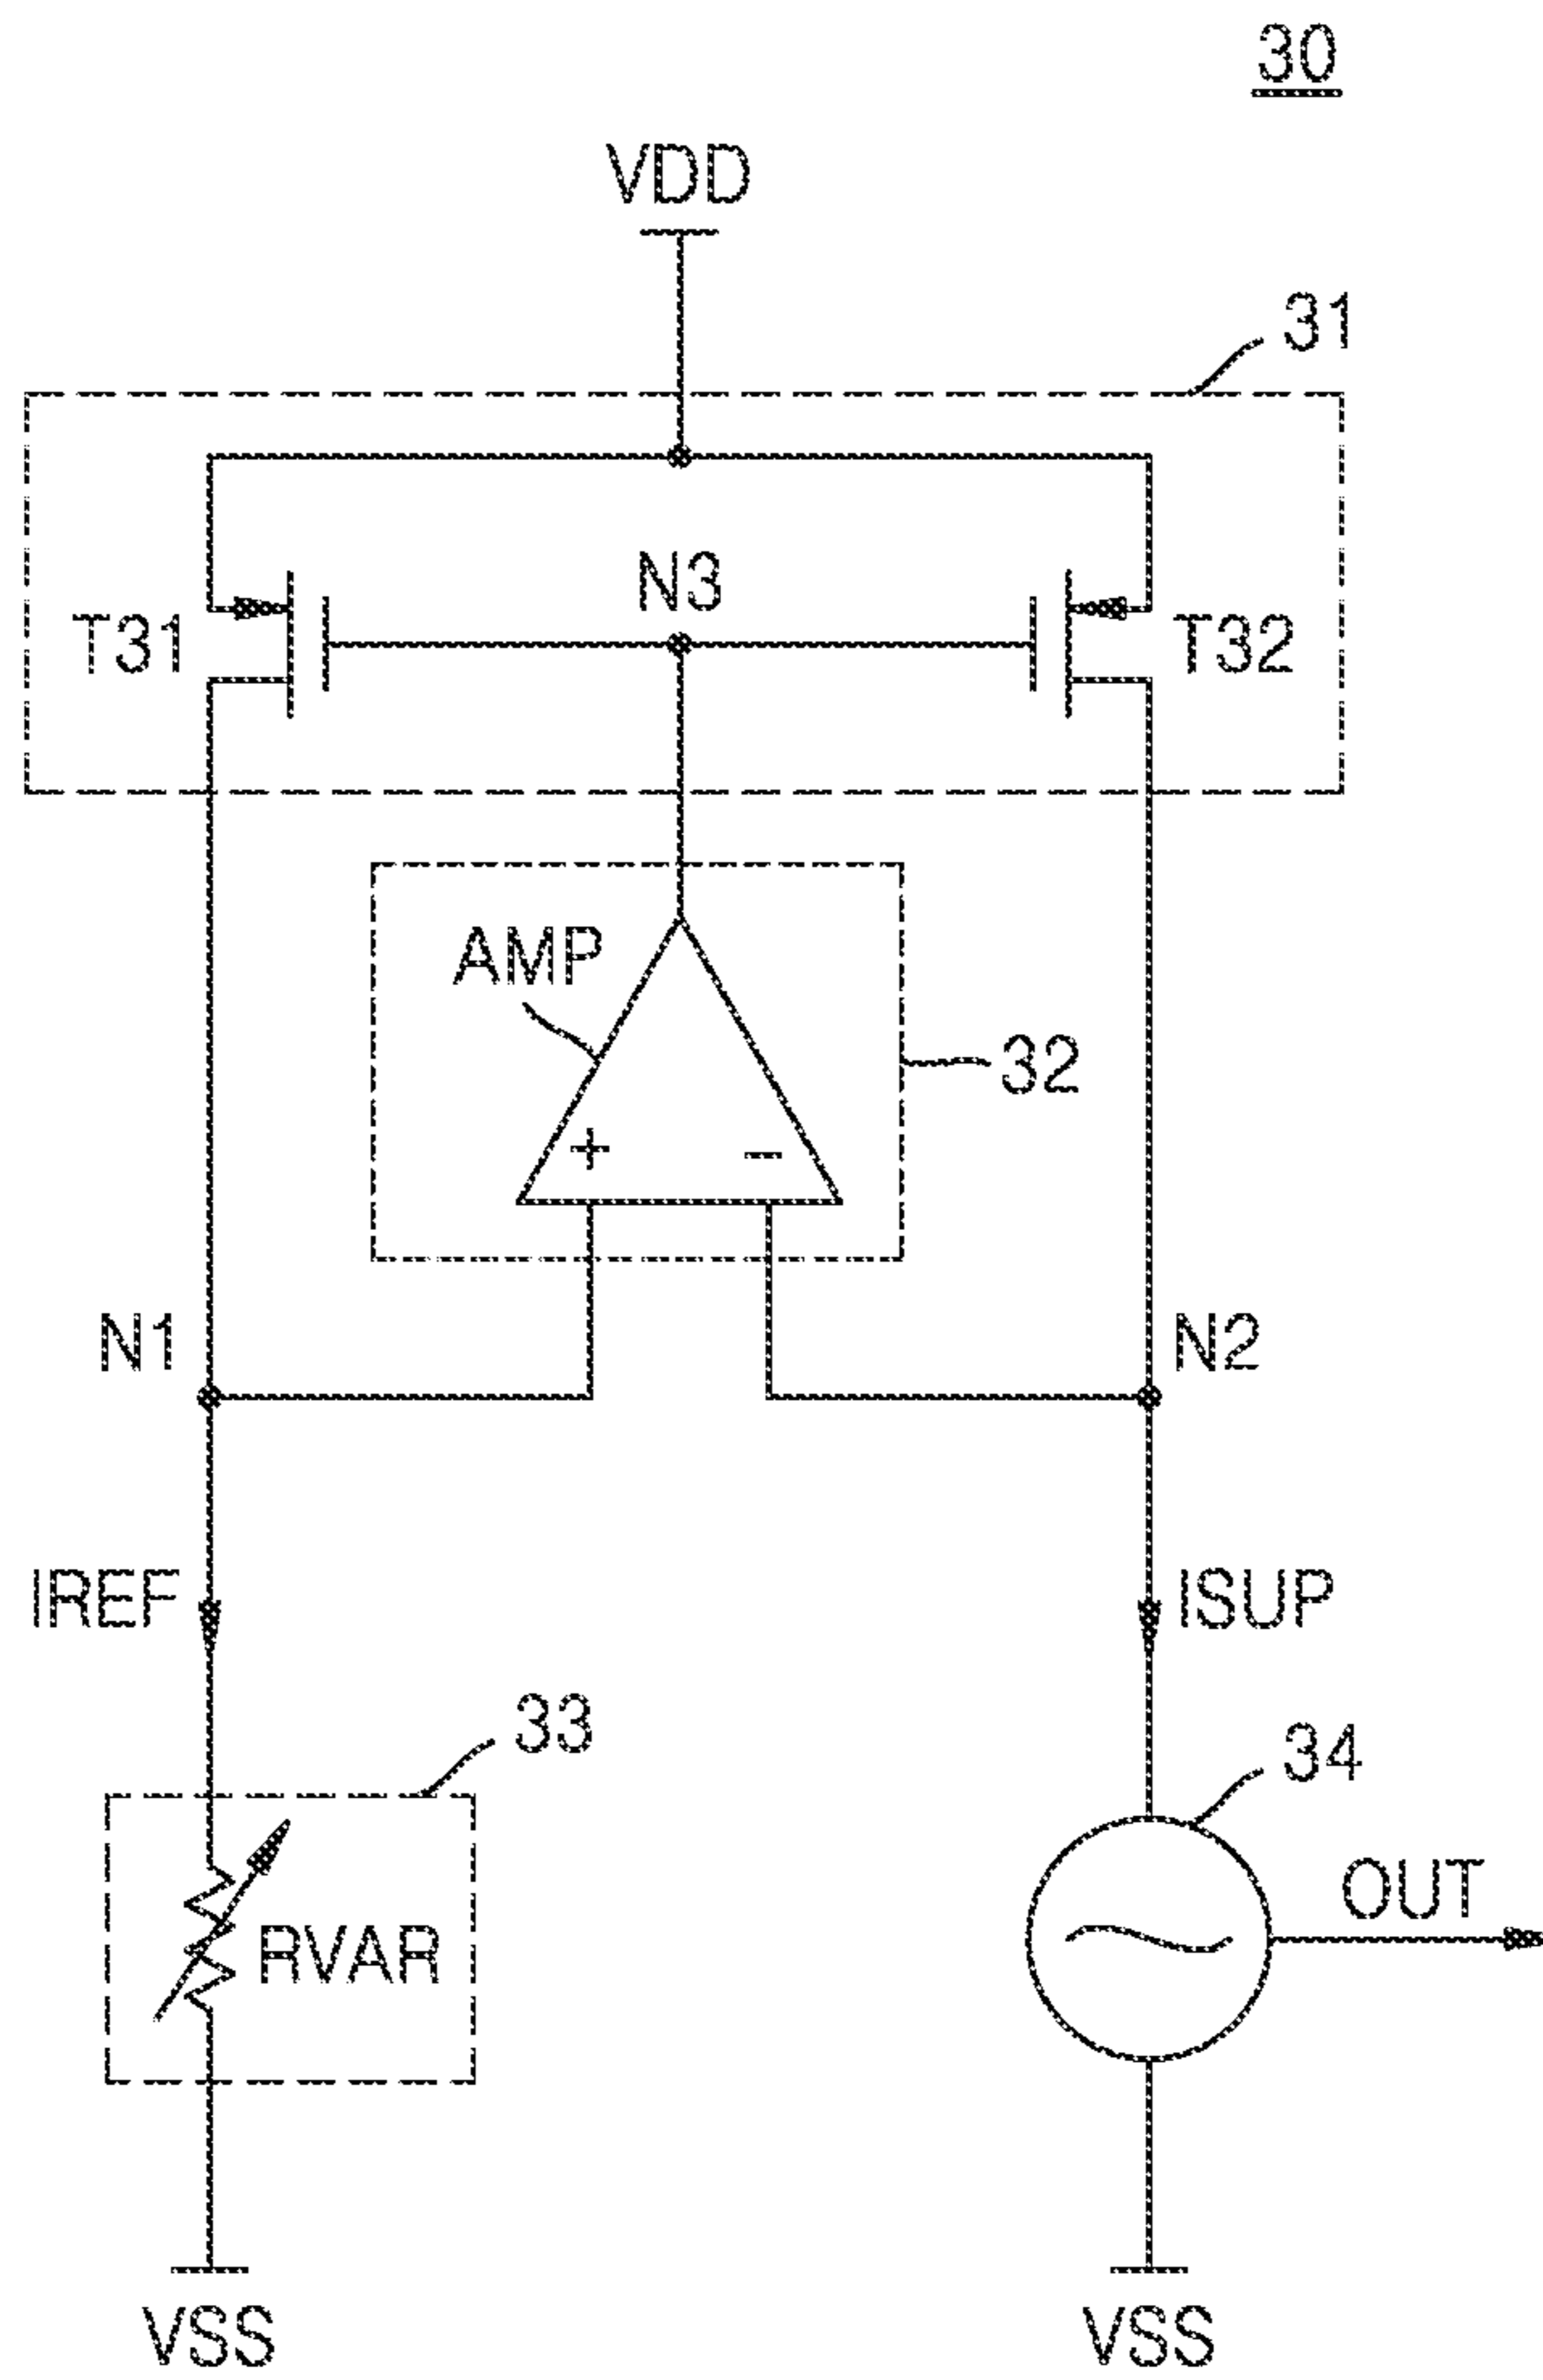 30
VDD
31
N3
T31
T32
AMP
32
+
-
N1
N2
IREF
ISUP
33
34
OUT
RVAR
VSS
VSS